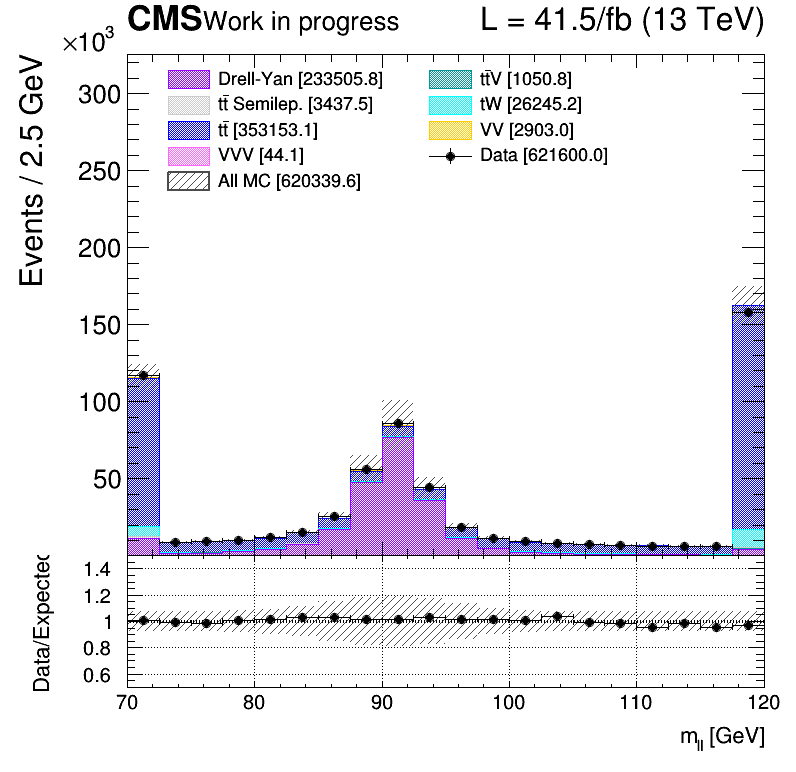 CMS Work in progress L = 41.5/fb (13 TeV)
×10³
Events / 2.5 GeV
Drell-Yan [233505.8]
tt̄ Semilep. [3437.5]
tt̄ [353153.1]
VVV [44.1]
All MC [620339.6]
tt̄V [1050.8]
tW [26245.2]
VV [2903.0]
Data [621600.0]
300
250
200
150
100
50
Data/Expected
1.4
1.2
1
0.8
0.6
70 80 90 100 110 120
m_ll [GeV]